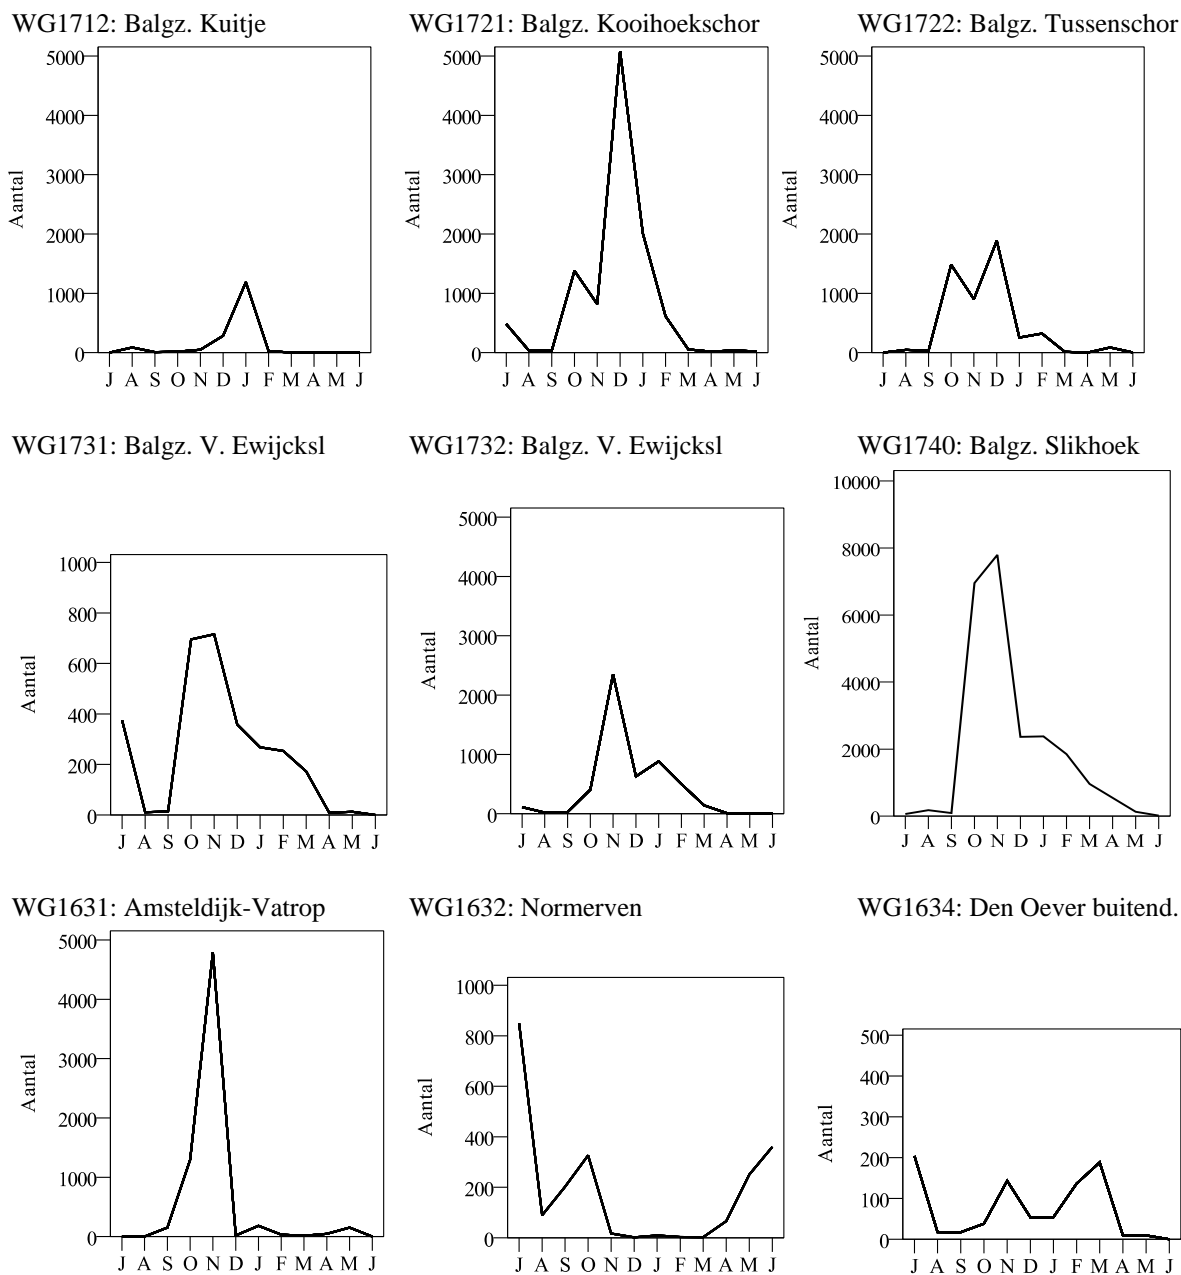 WG1712: Balgz. Kuitje
5000
4000
3000
2000
1000
0
Aantal
J A S O N D J F M A M J
WG1721: Balgz. Kooihoekschor
5000
4000
3000
2000
1000
0
Aantal
J A S O N D J F M A M J
WG1722: Balgz. Tussenschor
5000
4000
3000
2000
1000
0
Aantal
J A S O N D J F M A M J
WG1731: Balgz. V. Ewijcksl
1000
800
600
400
200
0
Aantal
J A S O N D J F M A M J
WG1732: Balgz. V. Ewijcksl
5000
4000
3000
2000
1000
0
Aantal
J A S O N D J F M A M J
WG1740: Balgz. Slikhoek
10000
8000
6000
4000
2000
0
Aantal
J A S O N D J F M A M J
WG1631: Amsteldijk-Vatrop
5000
4000
3000
2000
1000
0
Aantal
J A S O N D J F M A M J
WG1632: Normerven
1000
800
600
400
200
0
Aantal
J A S O N D J F M A M J
WG1634: Den Oever buitend.
500
400
300
200
100
0
Aantal
J A S O N D J F M A M J